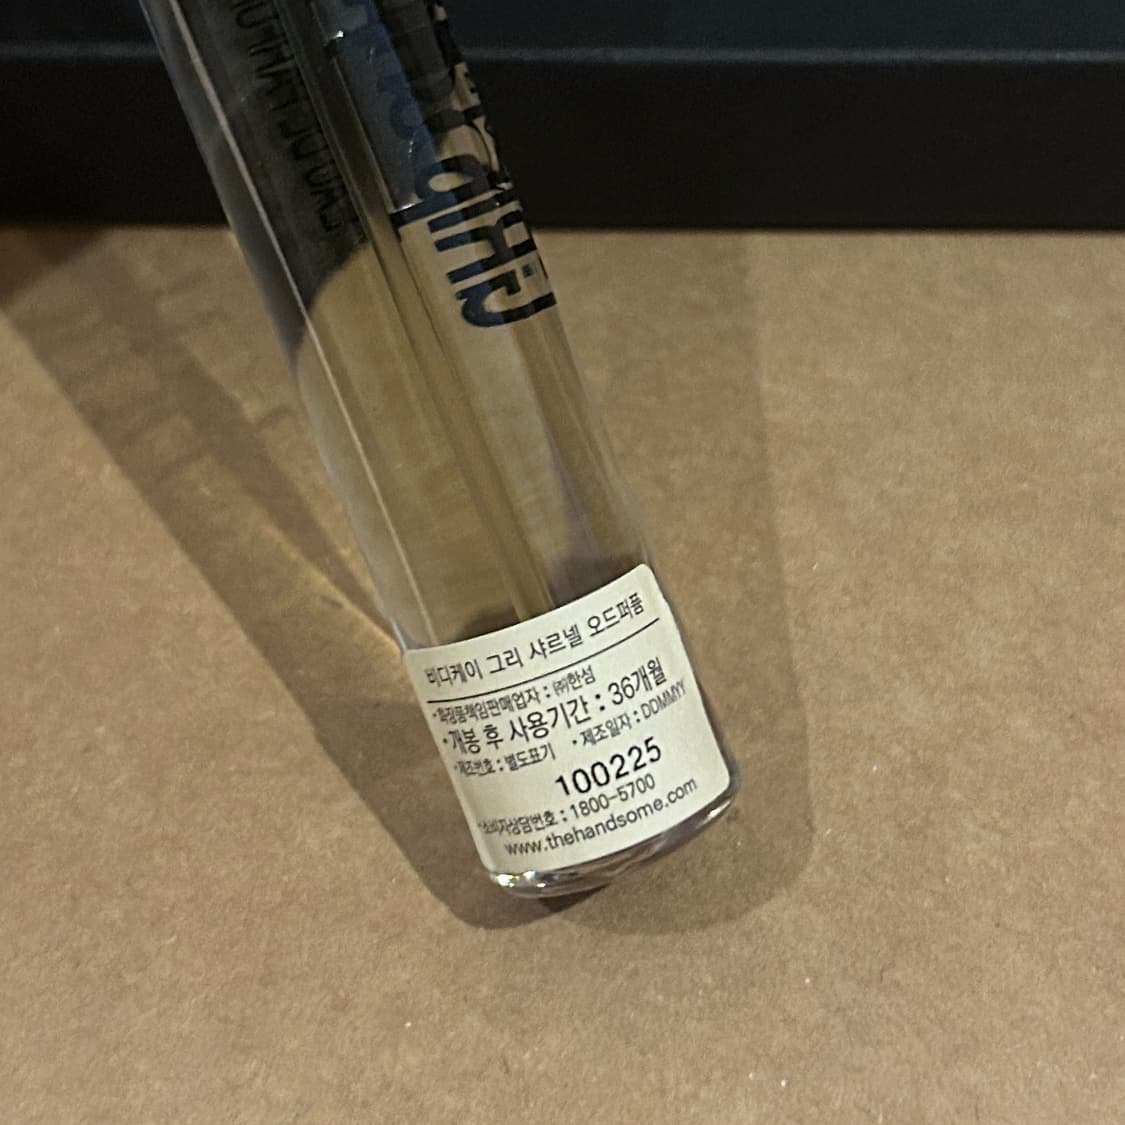 비디케이 그리 샤르넬 오드퍼퓸
•화장품책임판매업자 : ㈜한섬
•개봉 후 사용기간 : 36개월
•제조번호 : 별도표기 •제조일자 : DDMMYY
100225
•소비자상담번호 : 1800-5700
www.thehandsome.com